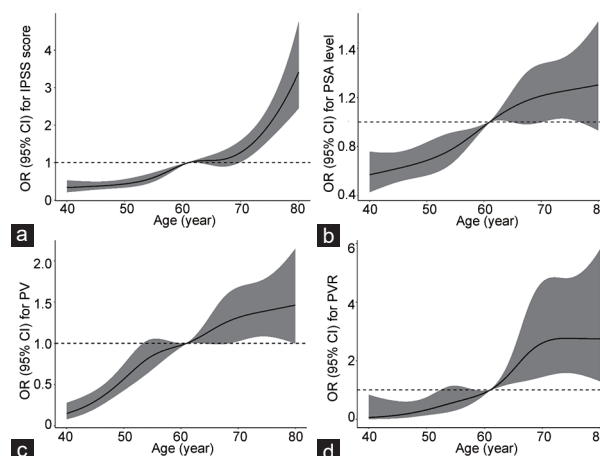 OR (95% CI) for IPSS score
4
3
2
1
0
40 50 60 70 80
Age (year)
a
OR (95% CI) for PSA level
1.4
1.2
0.8
0.4
40 50 60 70 80
Age (year)
b
OR (95% CI) for PV
2.0
1.5
1.0
0.5
0
40 50 60 70 80
Age (year)
c
OR (95% CI) for PVR
6
4
2
0
40 50 60 70 80
Age (year)
d